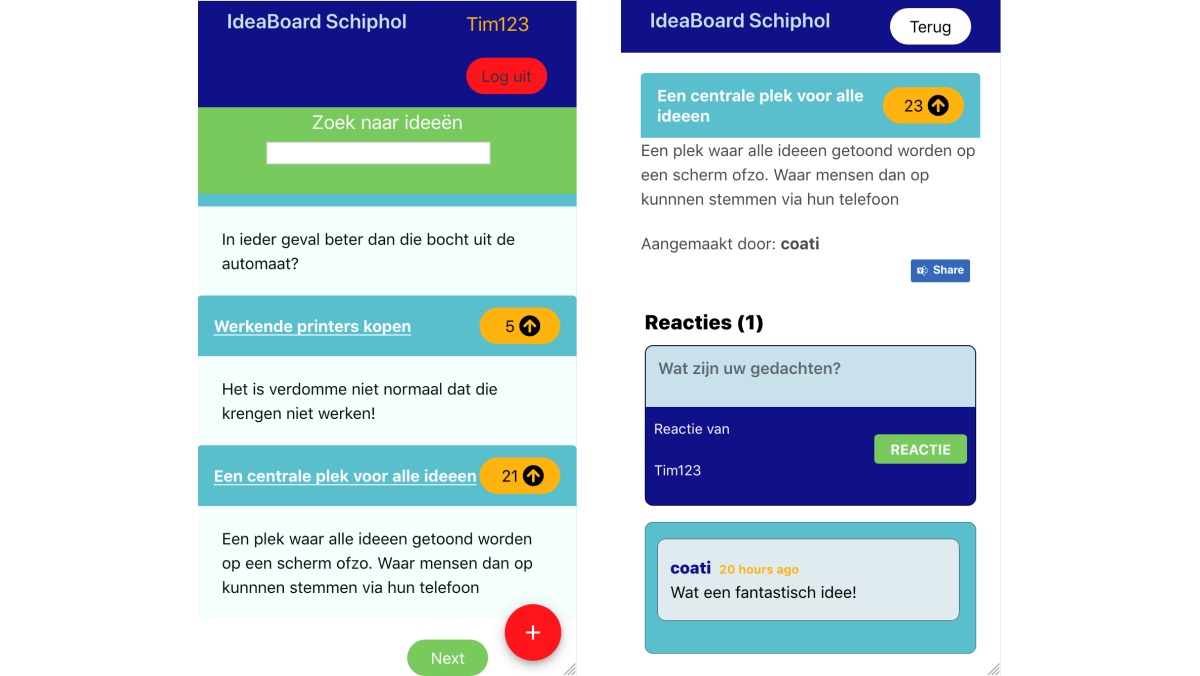 IdeaBoard Schiphol
Tim123
Log uit
Zoek naar ideeën
In ieder geval beter dan die bocht uit de
automaat?
Werkende printers kopen
5
Het is verdomme niet normaal dat die
krengen niet werken!
Een centrale plek voor alle ideeen
21
Een plek waar alle ideeen getoond worden
op een scherm ofzo. Waar mensen dan op
kunnnen stemmen via hun telefoon
+
Next
IdeaBoard Schiphol
Terug
Een centrale plek voor alle
ideeen
23
Een plek waar alle ideeen getoond worden op
een scherm ofzo. Waar mensen dan op
kunnnen stemmen via hun telefoon
Aangemaakt door: coati
Share
Reacties (1)
Wat zijn uw gedachten?
Reactie van
Tim123
REACTIE
coati 20 hours ago
Wat een fantastisch idee!